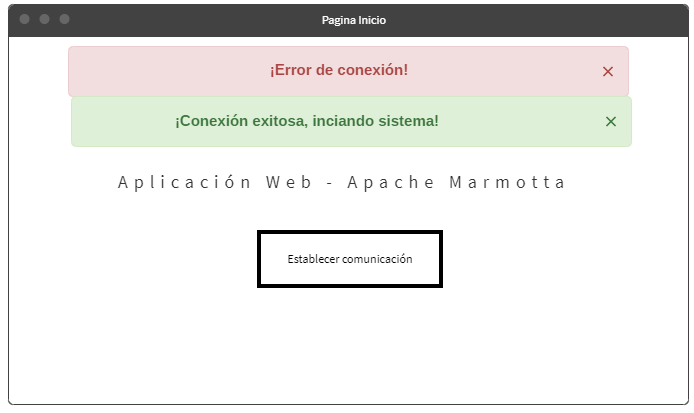 Pagina Inicio
¡Error de conexión!
¡Conexión exitosa, inciando sistema!
Aplicación Web - Apache Marmotta
Establecer comunicación